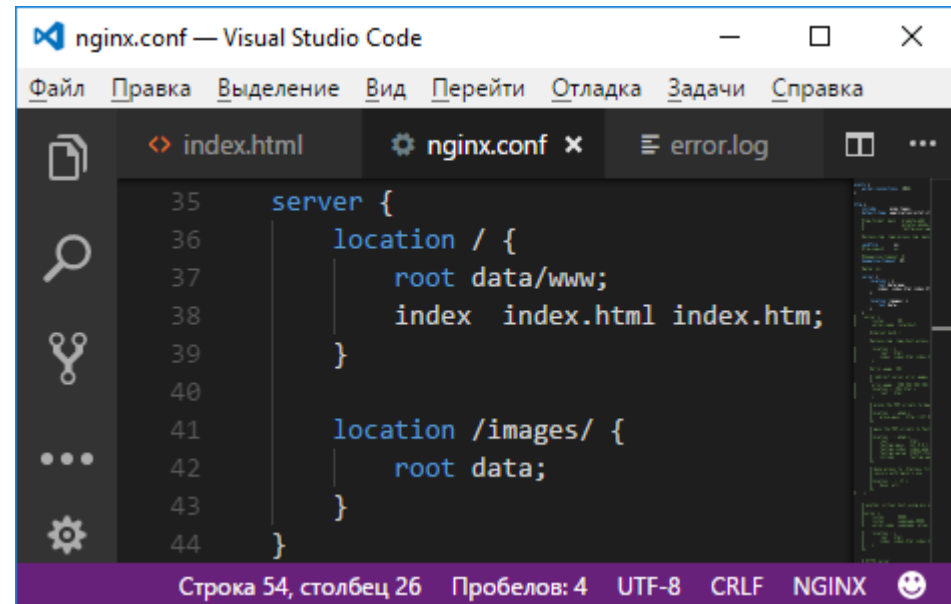 nginx.conf — Visual Studio Code
Файл Правка Выделение Вид Перейти Отладка Задачи Справка
index.html nginx.conf error.log
35 server {
36 location / {
37 root data/www;
38 index  index.html index.htm;
39 }
40
41 location /images/ {
42 root data;
43 }
44 }
Строка 54, столбец 26 Пробелов: 4 UTF-8 CRLF NGINX